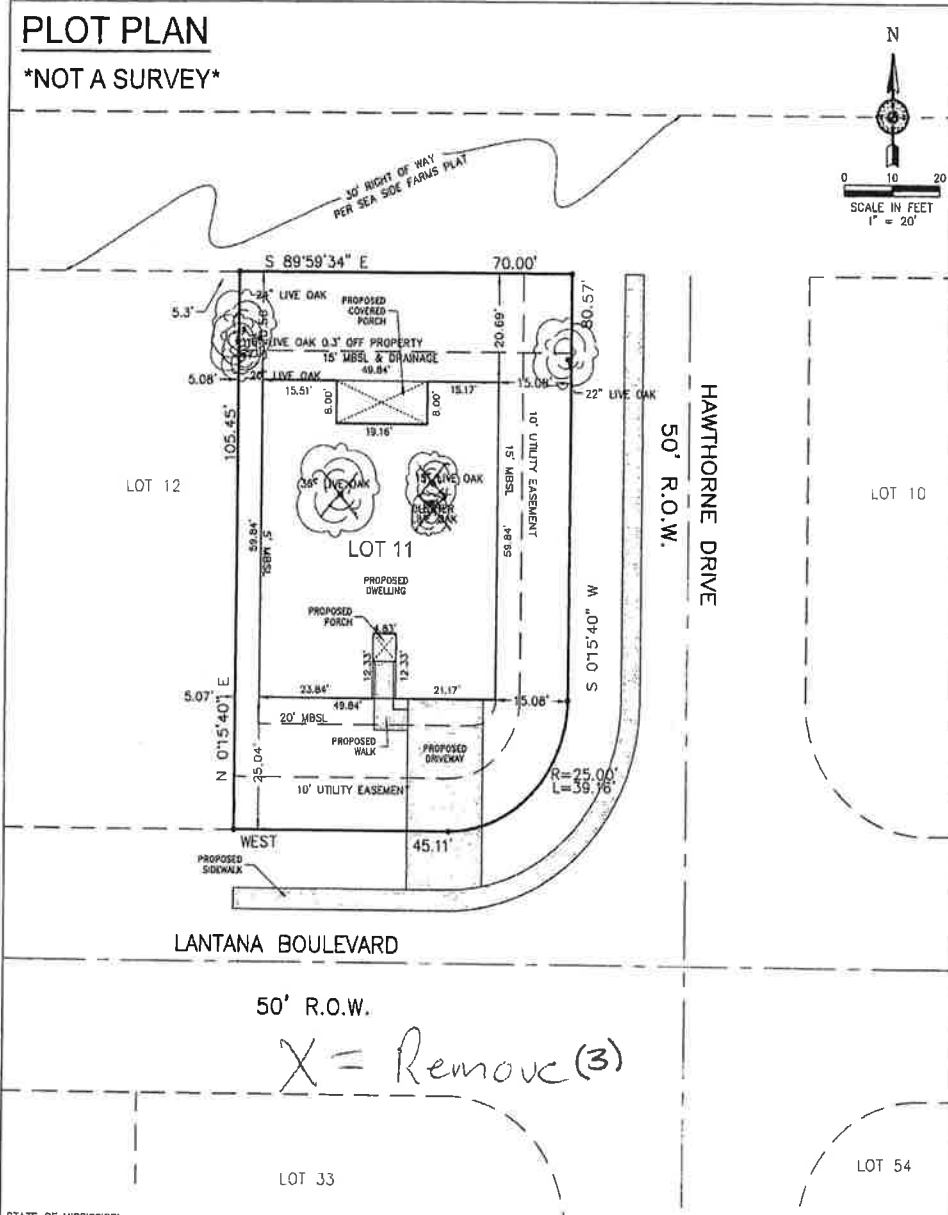 PLOT PLAN
*NOT A SURVEY*
N
0 10 20
SCALE IN FEET
1" = 20'
30' RIGHT OF WAY
PER SEA SIDE FARMS PLAT
S 89°59'34" E
70.00'
5.3'
24" LIVE OAK
PROPOSED
COVERED
PORCH
20.69'
80.57'
LIVE OAK 0.3' OFF PROPERTY
15' MBSL & DRAINAGE
49.84'
5.08'
LIVE OAK
15.51'
8.00'
8.00'
15.17'
15.08'
22" LIVE OAK
19.16'
105.45'
LOT 12
36" LIVE OAK
15" LIVE OAK
OAK
15' MBSL
10' UTILITY EASEMENT
HAWTHORNE DRIVE
50' R.O.W.
LOT 10
59.84'
5' MBSL
LOT 11
59.84'
PROPOSED
DWELLING
PROPOSED
PORCH
4.83'
12.33'
12.33'
S 0°15'40" W
5.07'
23.84'
21.17'
15.08'
49.84'
N 0°15'40" E
20' MBSL
25.04'
PROPOSED
WALK
PROPOSED
DRIVEWAY
10' UTILITY EASEMENT
R=25.00'
L=39.16'
WEST
45.11'
PROPOSED
SIDEWALK
LANTANA BOULEVARD
50' R.O.W.
X = Remove (3)
LOT 33
LOT 54
STATE OF MISSISSIPPI